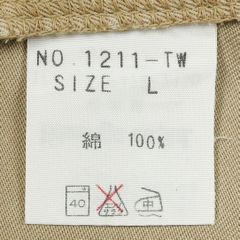 NO. 1211-TW
SIZE L
綿 100%
40 中